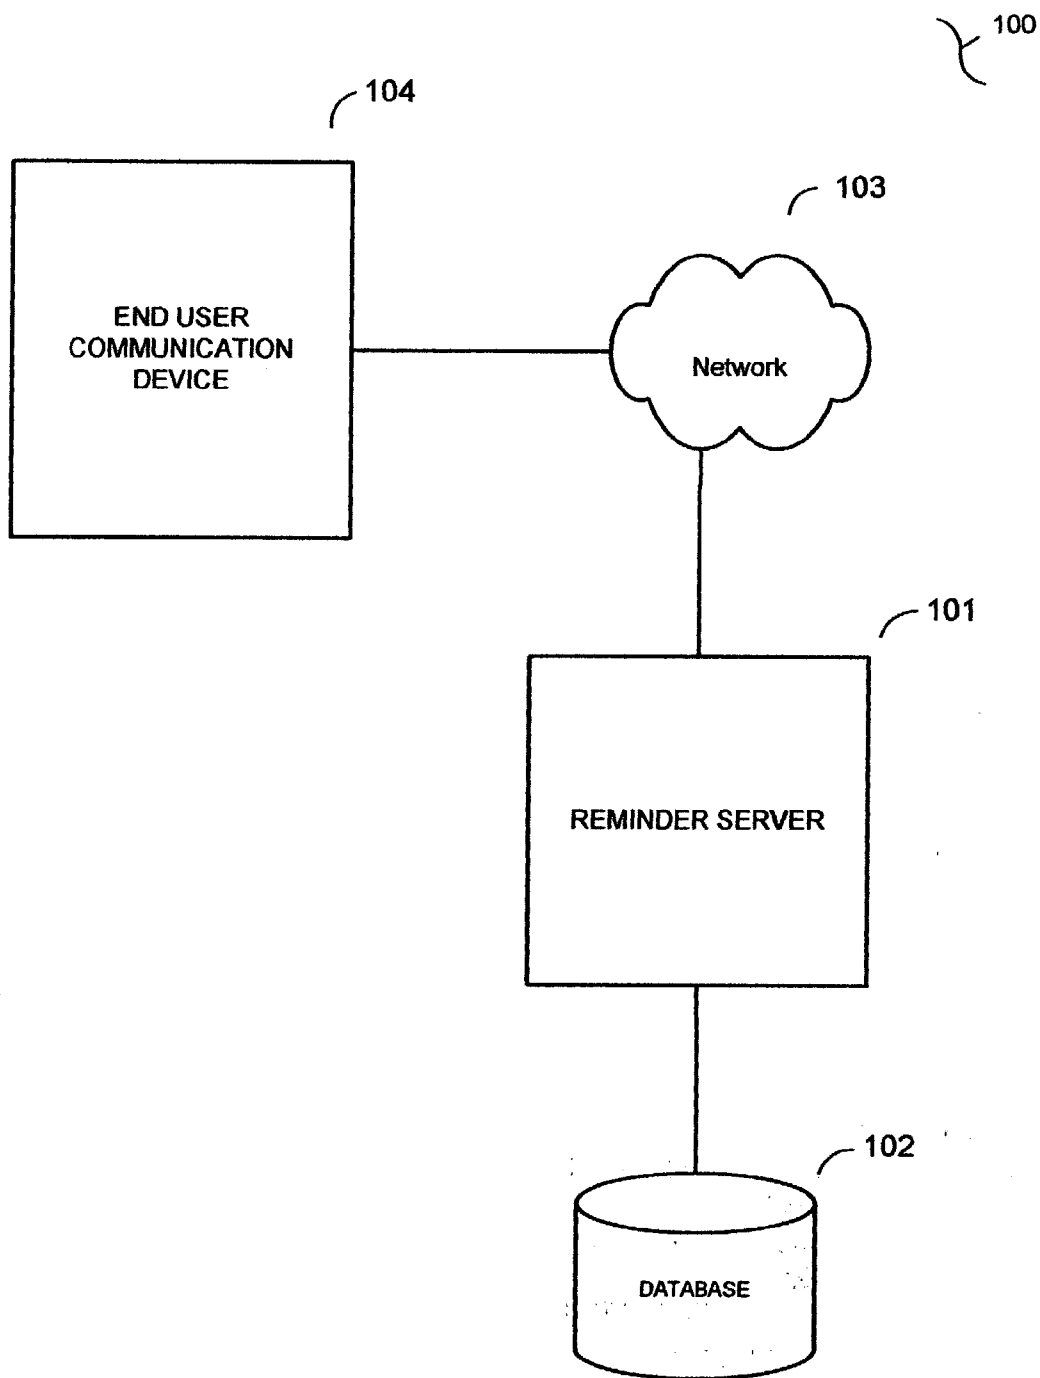 100
104
103
END USER
COMMUNICATION
DEVICE
Network
101
REMINDER SERVER
102
DATABASE